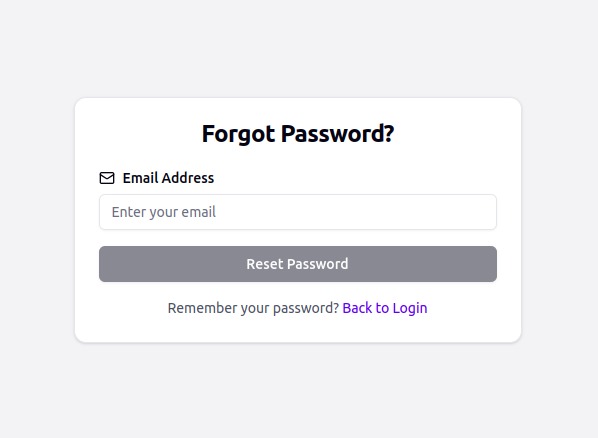 Forgot Password?
Email Address
Enter your email
Reset Password
Remember your password? Back to Login